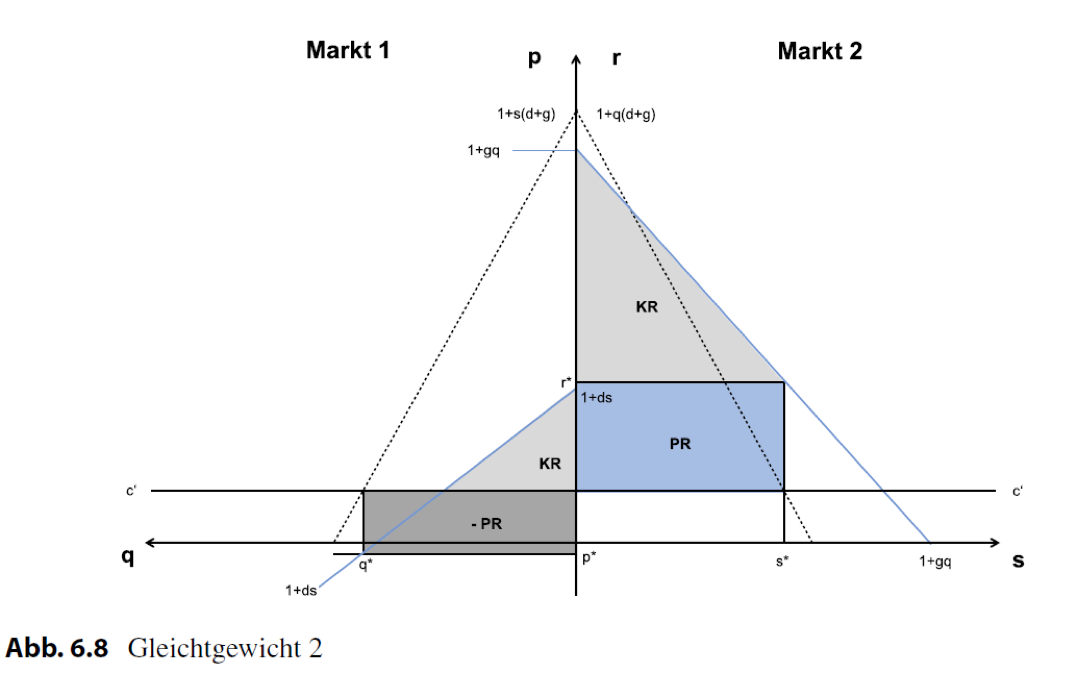 Markt 1
Markt 2
p
r
1+s(d+g)
1+q(d+g)
1+gq
KR
r*
1+ds
PR
KR
c'
c'
- PR
q
q*
p*
s*
1+gq
s
1+ds
Abb. 6.8 Gleichgewicht 2